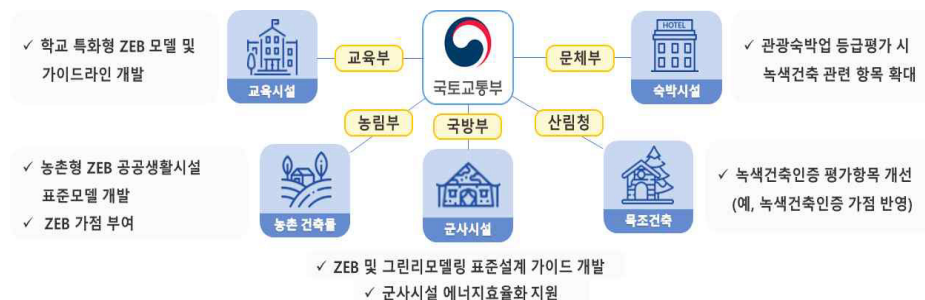 ✓ 학교 특화형 ZEB 모델 및
가이드라인 개발
교육시설
교육부
국토교통부
문체부
HOTEL
숙박시설
✓ 관광숙박업 등급평가 시
녹색건축 관련 항목 확대
농림부
국방부
산림청
✓ 농촌형 ZEB 공공생활시설
표준모델 개발
✓ ZEB 가점 부여
농촌 건축물
군사시설
목조건축
✓ 녹색건축인증 평가항목 개선
(예, 녹색건축인증 가점 반영)
✓ ZEB 및 그린리모델링 표준설계 가이드 개발
✓ 군사시설 에너지효율화 지원